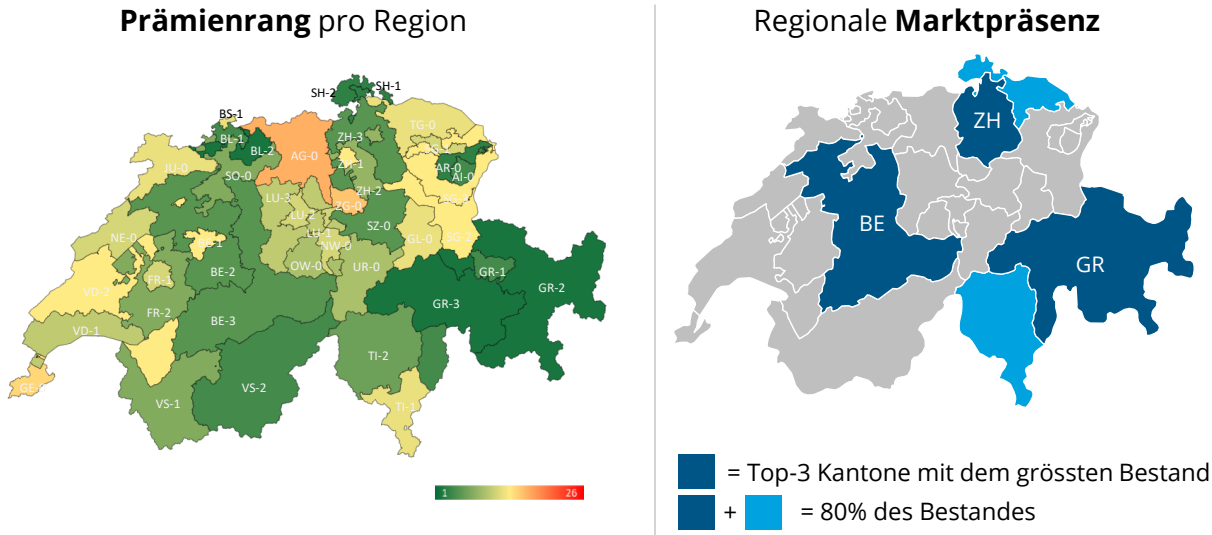 Prämienrang pro Region
SH-2
SH-1
BS-1
BL-1
BL-2
ZH-3
TG-0
AG-0
ZH-1
JU-0
SO-0
AR-0
AI-0
ZH-2
LU-3
ZG-0
LU-2
SZ-0
LU-1
NE-0
NW-0
GL-0
SG-2
OW-0
UR-0
BE-2
GR-1
FR-1
VD-2
GR-2
GR-3
FR-2
BE-3
VD-1
TI-2
VS-2
VS-1
TI-1
1
26
Regionale Marktpräsenz
ZH
BE
GR
= Top-3 Kantone mit dem grössten Bestand
+
= 80% des Bestandes